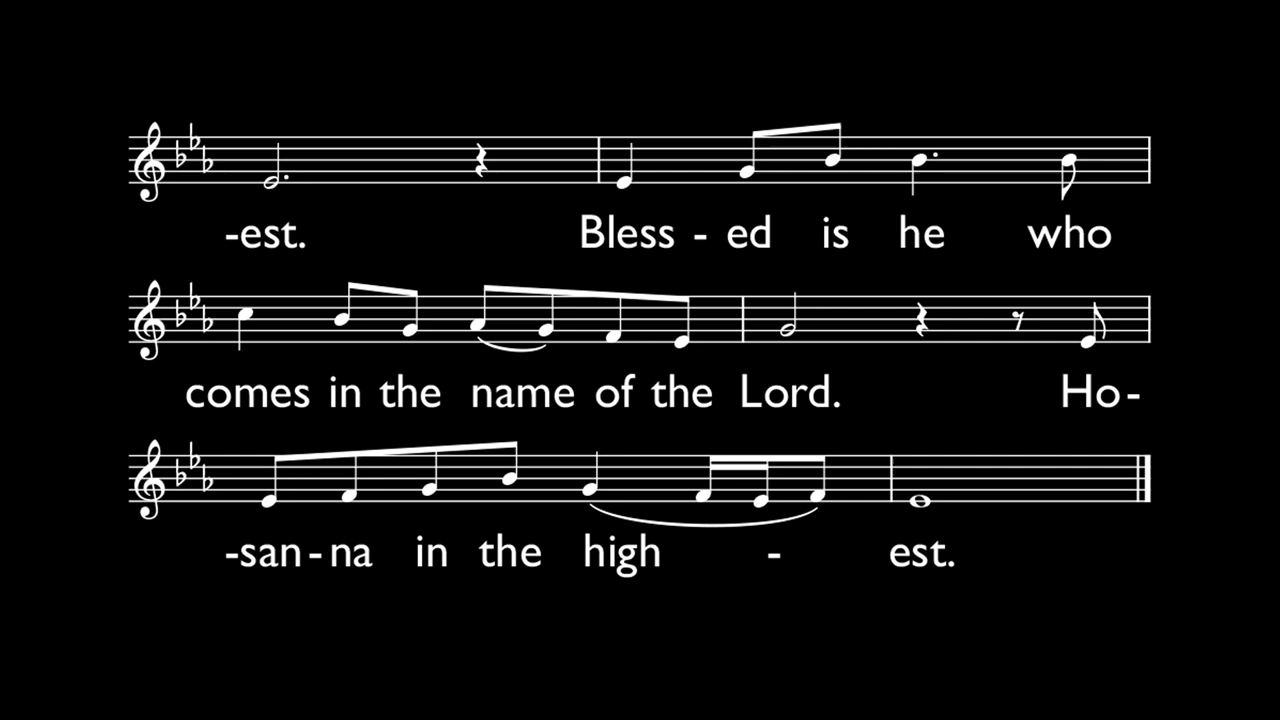 -est. Bless - ed is he who
comes in the name of the Lord. Ho-
-san-na in the high - est.